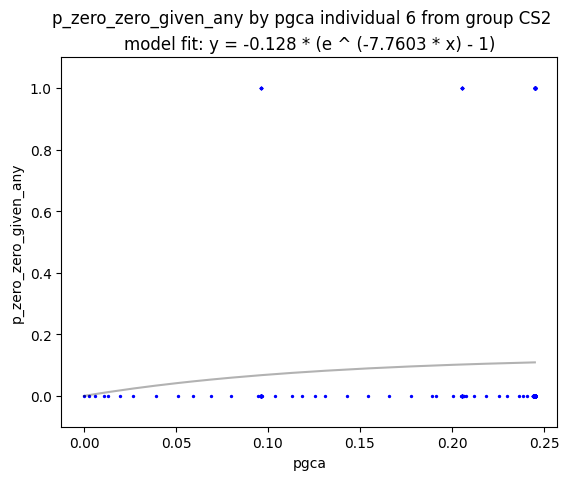 p_zero_zero_given_any by pgca individual 6 from group CS2
model fit: y = -0.128 * (e ^ (-7.7603 * x) - 1)
1.0
0.8
0.6
0.4
0.2
0.0
p_zero_zero_given_any
0.00 0.05 0.10 0.15 0.20 0.25
pgca